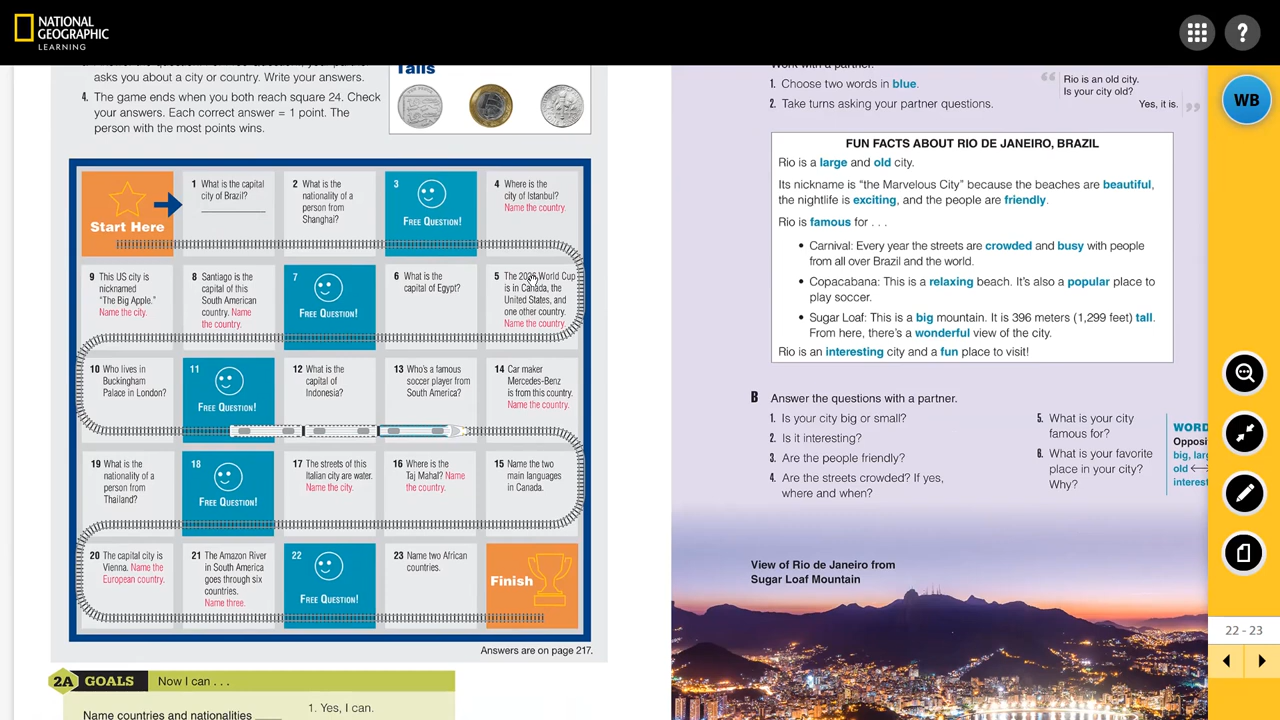 NATIONAL
GEOGRAPHIC
LEARNING
asks you about a city or country. Write your answers.
4. The game ends when you both reach square 24. Check
your answers. Each correct answer = 1 point. The
person with the most points wins.
Tails
Start Here
1 What is the capital
city of Brazil?
2 What is the
nationality of a
person from
Shanghai?
3
FREE QUESTION!
4 Where is the
city of Istanbul?
Name the country.
9 This US city is
nicknamed
"The Big Apple."
Name the city.
8 Santiago is the
capital of this
South American
country. Name
the country.
7
FREE QUESTION!
6 What is the
capital of Egypt?
5 The 2026 World Cup
is in Canada, the
United States, and
one other country.
Name the country.
10 Who lives in
Buckingham
Palace in London?
11
FREE QUESTION!
12 What is the
capital of
Indonesia?
13 Who's a famous
soccer player from
South America?
14 Car maker
Mercedes-Benz
is from this country.
Name the country.
19 What is the
nationality of a
person from
Thailand?
18
FREE QUESTION!
17 The streets of this
Italian city are water.
Name the city.
16 Where is the
Taj Mahal? Name
the country.
15 Name the two
main languages
in Canada.
20 The capital city is
Vienna. Name the
European country.
21 The Amazon River
in South America
goes through six
countries.
Name three.
22
FREE QUESTION!
23 Name two African
countries.
Finish
Answers are on page 217.
2A GOALS Now I can . . .
Name countries and nationalities
1. Yes, I can.
Work with a partner.
1. Choose two words in blue.
2. Take turns asking your partner questions.
Rio is an old city.
Is your city old?
Yes, it is.
FUN FACTS ABOUT RIO DE JANEIRO, BRAZIL
Rio is a large and old city.
Its nickname is "the Marvelous City" because the beaches are beautiful,
the nightlife is exciting, and the people are friendly.
Rio is famous for . . .
• Carnival: Every year the streets are crowded and busy with people
from all over Brazil and the world.
• Copacabana: This is a relaxing beach. It's also a popular place to
play soccer.
• Sugar Loaf: This is a big mountain. It is 396 meters (1,299 feet) tall.
From here, there's a wonderful view of the city.
Rio is an interesting city and a fun place to visit!
B Answer the questions with a partner.
1. Is your city big or small?
2. Is it interesting?
3. Are the people friendly?
4. Are the streets crowded? If yes,
where and when?
5. What is your city
famous for?
6. What is your favorite
place in your city?
Why?
WORD
Opposi
big, larg
old ↔
interest
View of Rio de Janeiro from
Sugar Loaf Mountain
?
WB
22 - 23